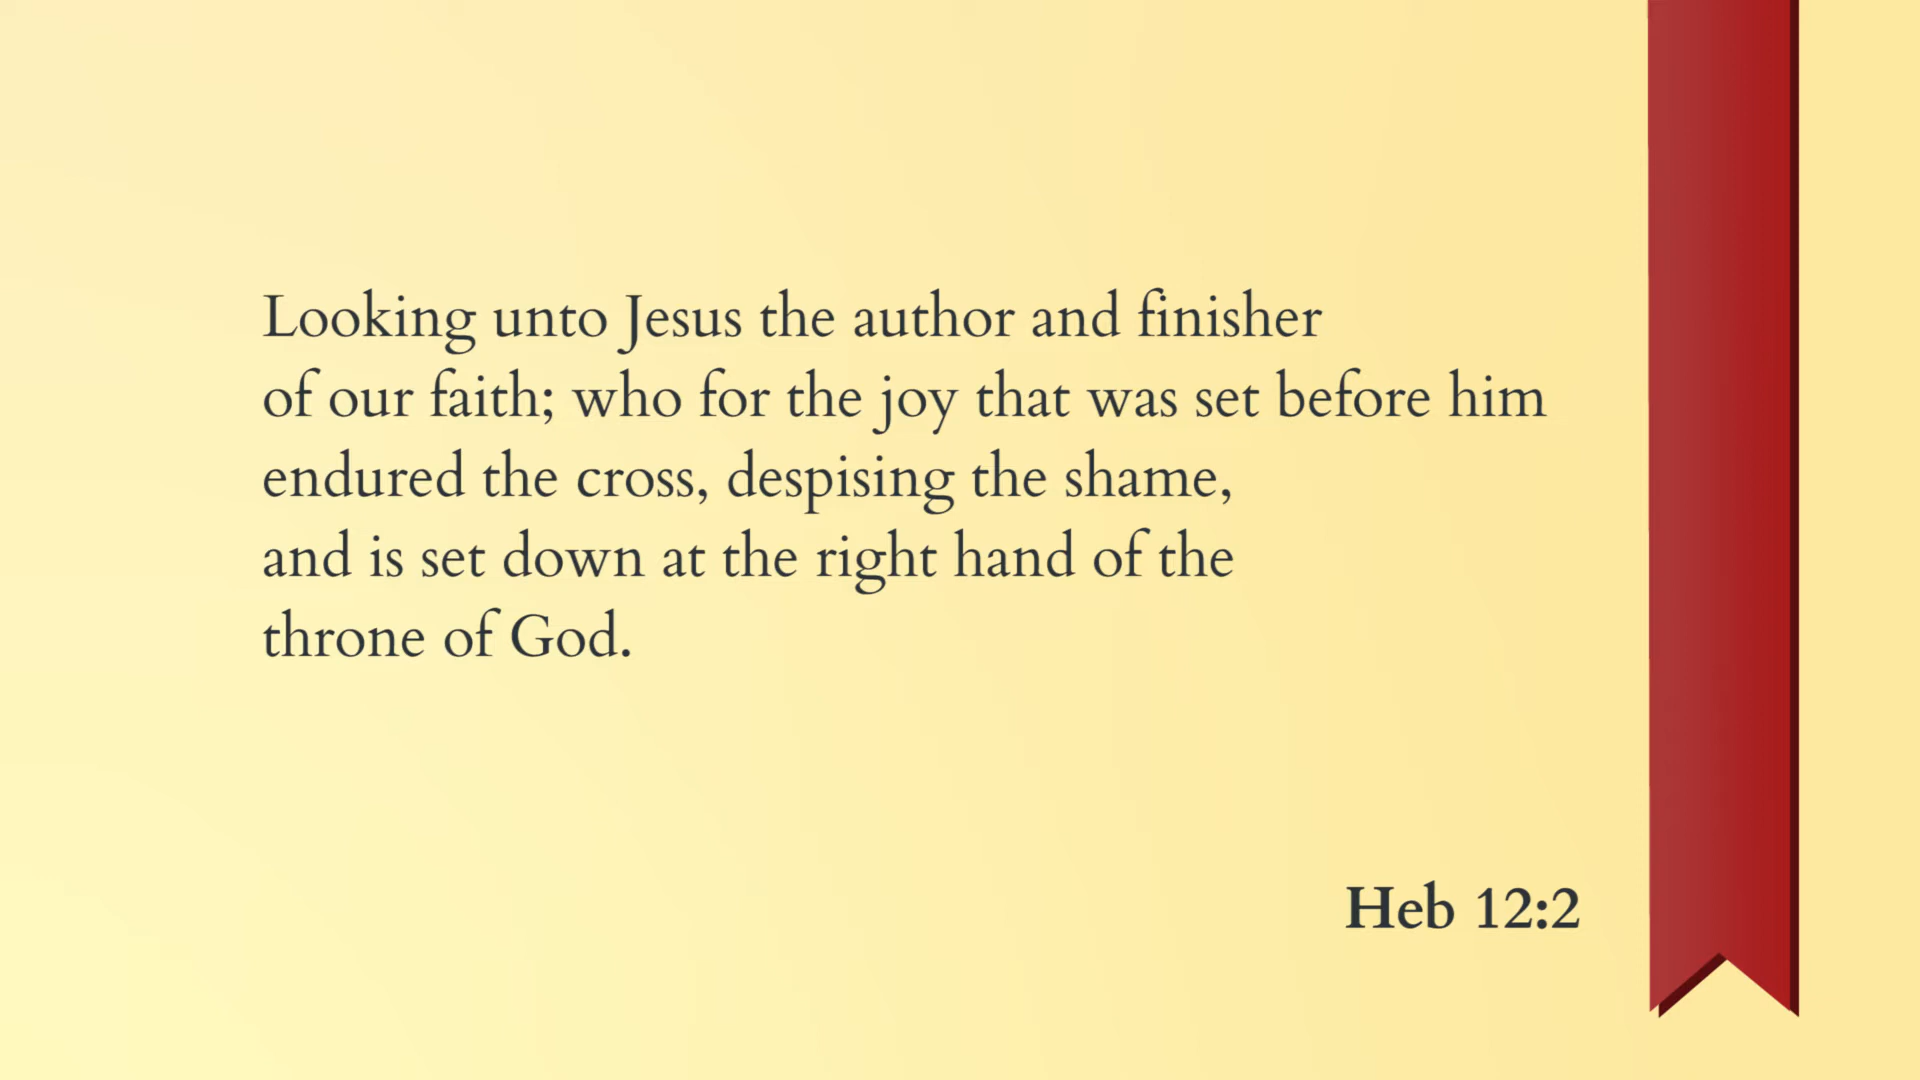 Looking unto Jesus the author and finisher
of our faith; who for the joy that was set before him
endured the cross, despising the shame,
and is set down at the right hand of the
throne of God.
Heb 12:2